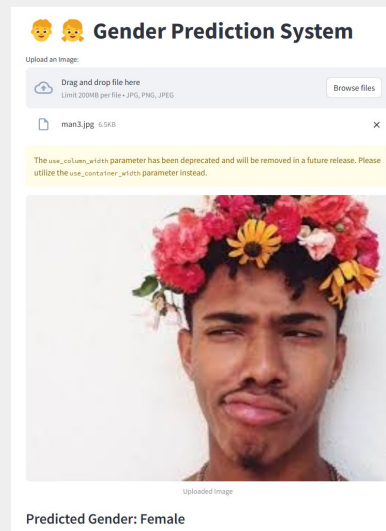 Gender Prediction System
Upload an Image:
Drag and drop file here
Limit 200MB per file • JPG, PNG, JPEG
Browse files
man3.jpg 6.5KB
The use_column_width parameter has been deprecated and will be removed in a future release. Please
utilize the use_container_width parameter instead.
Uploaded Image
Predicted Gender: Female